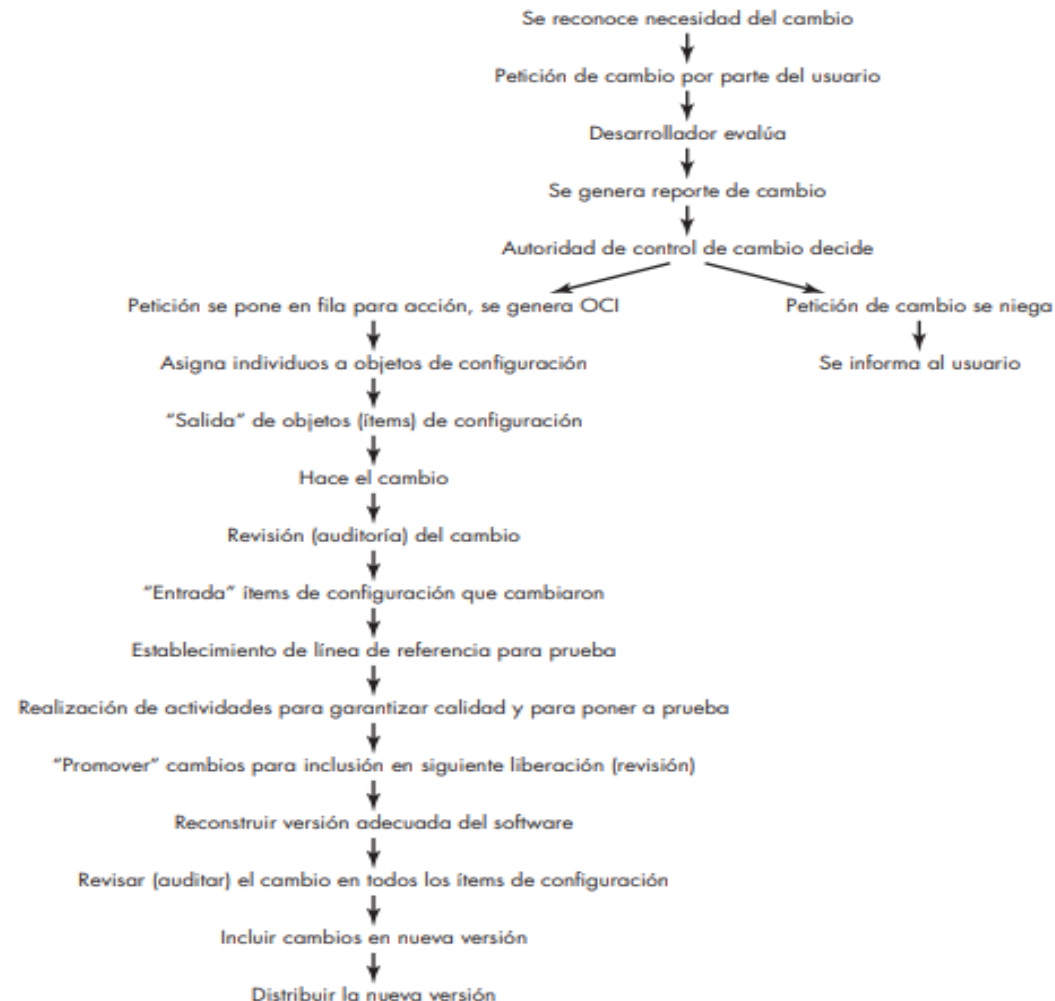 Se reconoce necesidad del cambio
Petición de cambio por parte del usuario
Desarrollador evalúa
Se genera reporte de cambio
Autoridad de control de cambio decide
Petición se pone en fila para acción, se genera OCI
Petición de cambio se niega
Asigna individuos a objetos de configuración
Se informa al usuario
“Salida” de objetos (ítems) de configuración
Hace el cambio
Revisión (auditoría) del cambio
“Entrada” ítems de configuración que cambiaron
Establecimiento de línea de referencia para prueba
Realización de actividades para garantizar calidad y para poner a prueba
“Promover” cambios para inclusión en siguiente liberación (revisión)
Reconstruir versión adecuada del software
Revisar (auditar) el cambio en todos los ítems de configuración
Incluir cambios en nueva versión
Distribuir la nueva versión